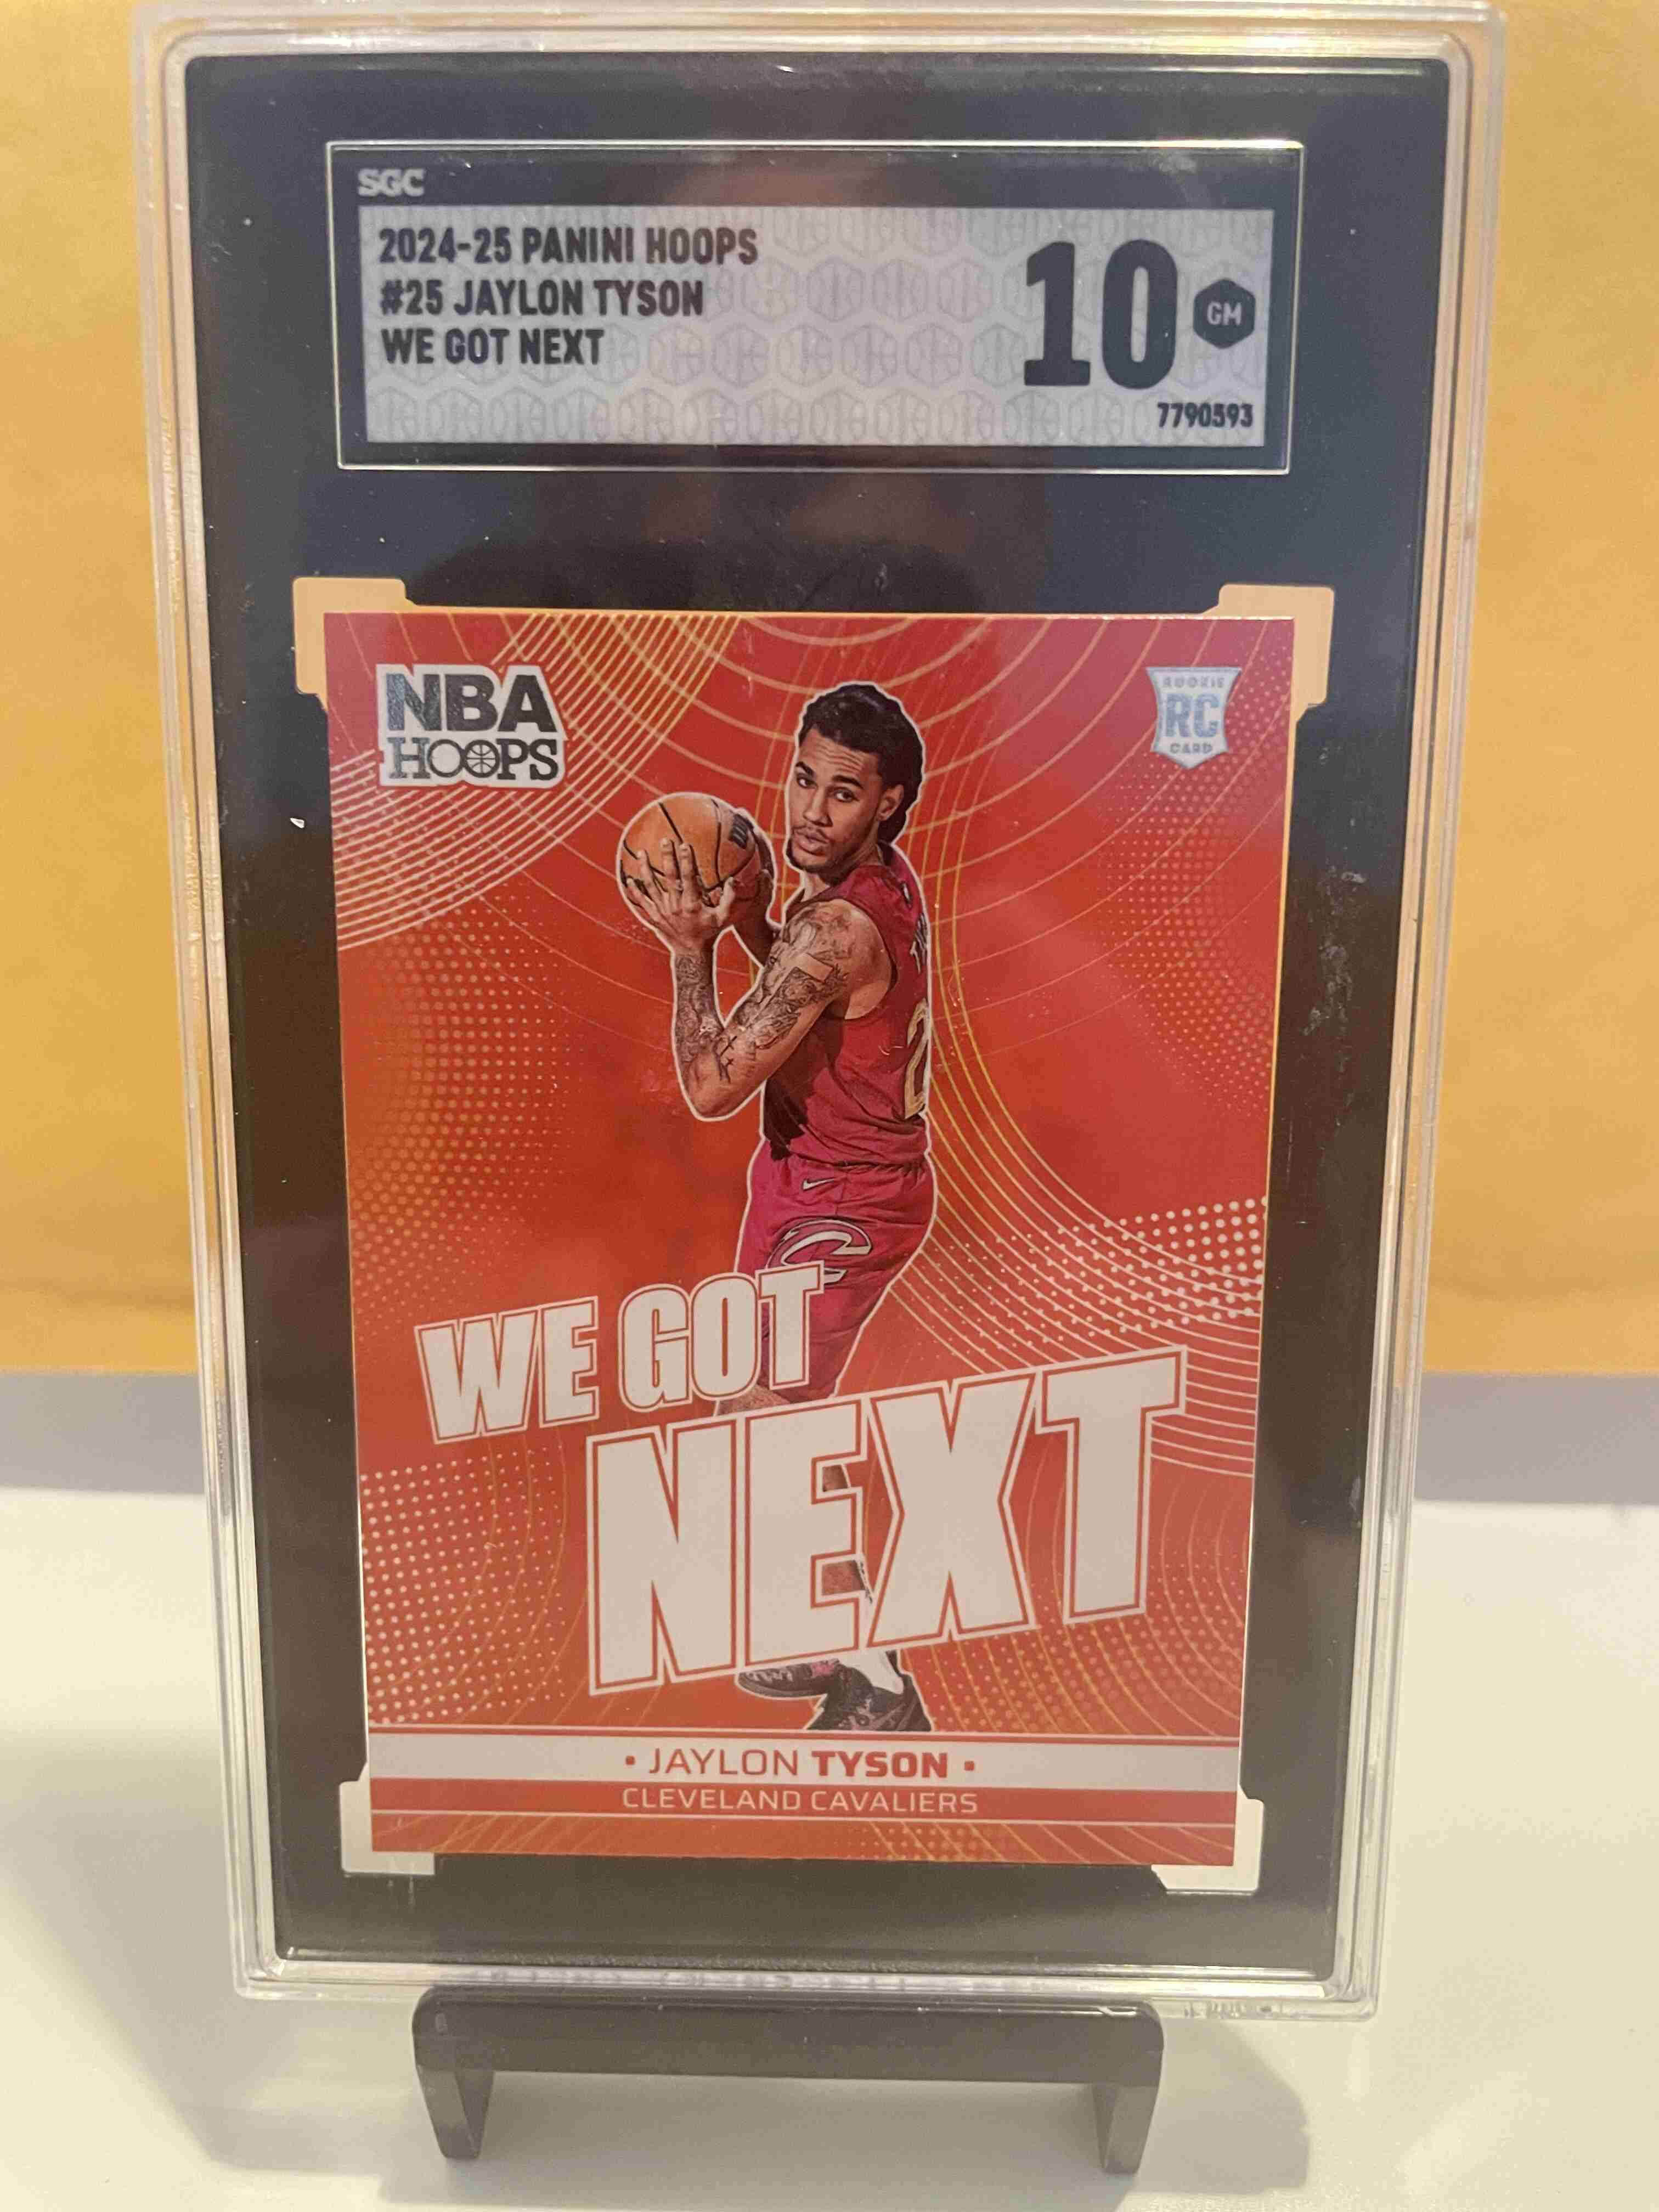 SGC
2024-25 PANINI HOOPS
#25 JAYLON TYSON
WE GOT NEXT
10
GM
7790593
NBA
HOOPS
ROOKIE
RC
CARD
2
WE GOT
NEXT
• JAYLON TYSON •
CLEVELAND CAVALIERS